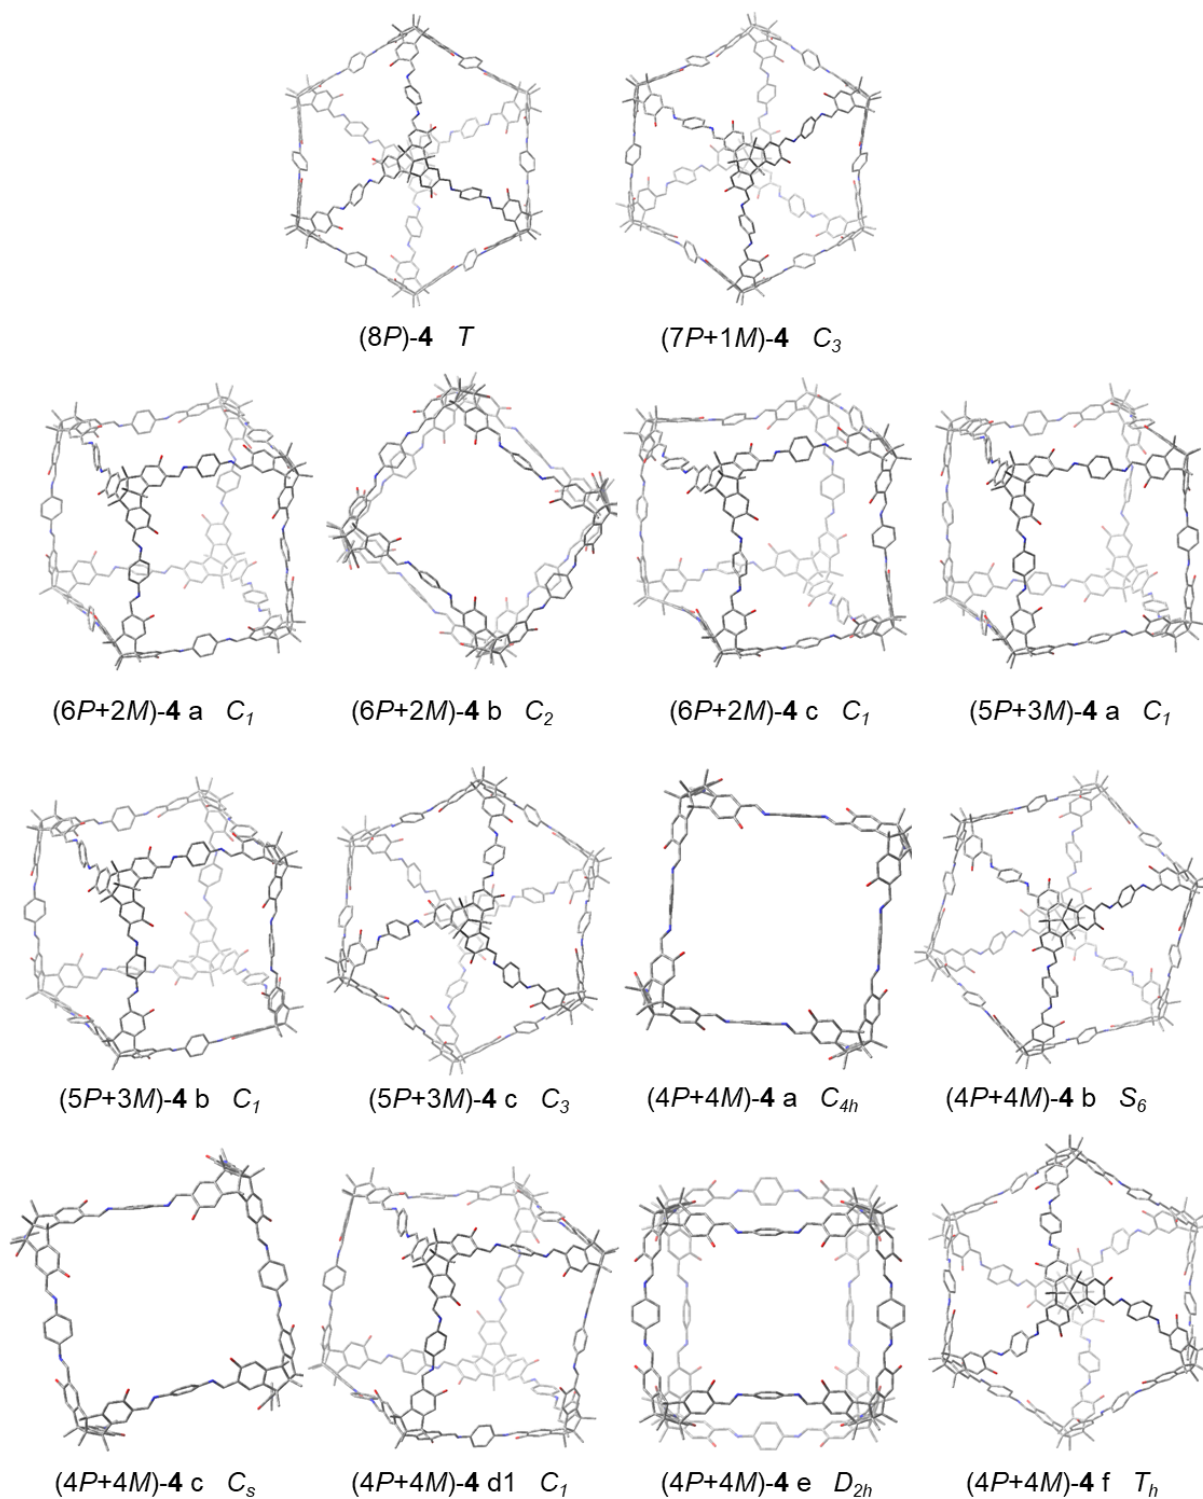 (8P)-4 T
(7P+1M)-4 C3
(6P+2M)-4 a C1
(6P+2M)-4 b C2
(6P+2M)-4 c C1
(5P+3M)-4 a C1
(5P+3M)-4 b C1
(5P+3M)-4 c C3
(4P+4M)-4 a C4h
(4P+4M)-4 b S6
(4P+4M)-4 c Cs
(4P+4M)-4 d1 C1
(4P+4M)-4 e D2h
(4P+4M)-4 f Th